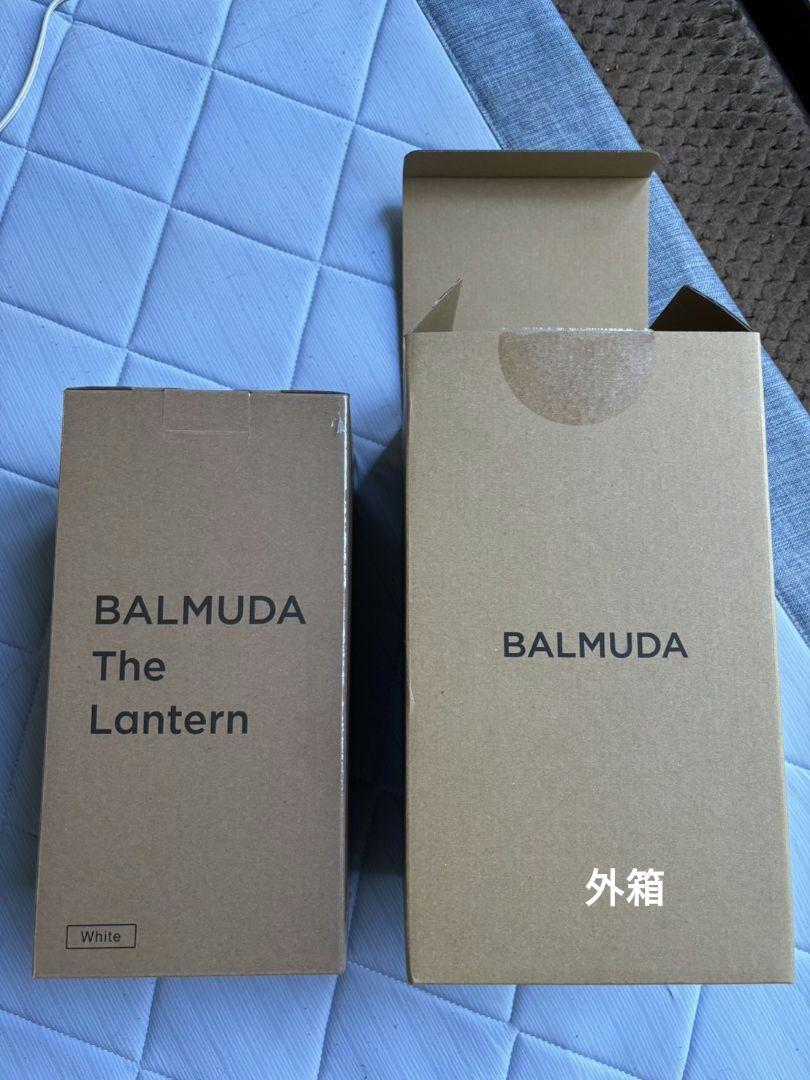 BALMUDA
The
Lantern
White
BALMUDA
外箱